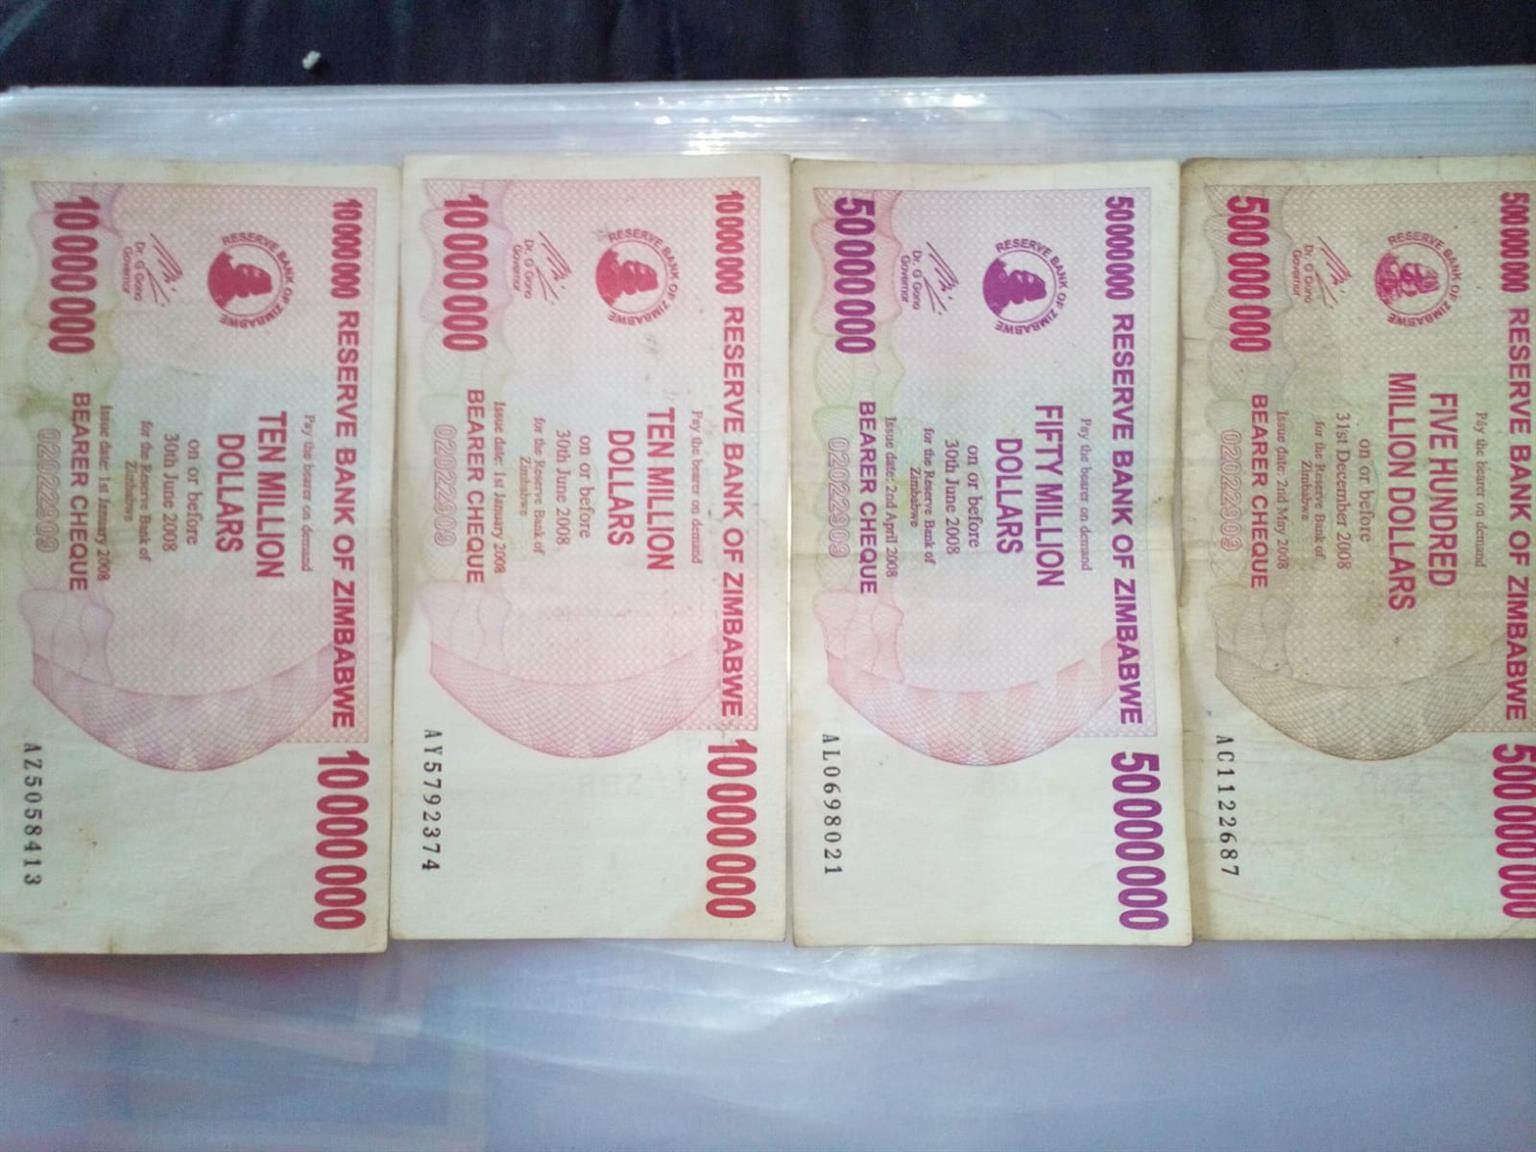 10 000 000 RESERVE BANK OF ZIMBABWE 10 000 000
RESERVE BANK OF ZIMBABWE
Pay the bearer on demand
TEN MILLION
DOLLARS
on or before
30th June 2008
for the Reserve Bank of
Zimbabwe
Dr. G Gono
Governor
Issue date: 1st January 2008
10 000 000 BEARER CHEQUE
02022909
AZ5058413
10 000 000 RESERVE BANK OF ZIMBABWE 10 000 000
RESERVE BANK OF ZIMBABWE
Pay the bearer on demand
TEN MILLION
DOLLARS
on or before
30th June 2008
for the Reserve Bank of
Zimbabwe
Dr. G Gono
Governor
Issue date: 1st January 2008
10 000 000 BEARER CHEQUE
02022909
AY5792374
50 000 000 RESERVE BANK OF ZIMBABWE 50 000 000
RESERVE BANK OF ZIMBABWE
Pay the bearer on demand
FIFTY MILLION
DOLLARS
on or before
30th June 2008
for the Reserve Bank of
Zimbabwe
Dr. G Gono
Governor
Issue date: 2nd April 2008
50 000 000 BEARER CHEQUE
02022909
AL0698021
500 000 000 RESERVE BANK OF ZIMBABWE 500 000 000
RESERVE BANK OF ZIMBABWE
Pay the bearer on demand
FIVE HUNDRED
MILLION DOLLARS
on or before
31st December 2008
for the Reserve Bank of
Zimbabwe
Dr. G Gono
Governor
Issue date: 2nd May 2008
500 000 000 BEARER CHEQUE
02022909
AC1122687